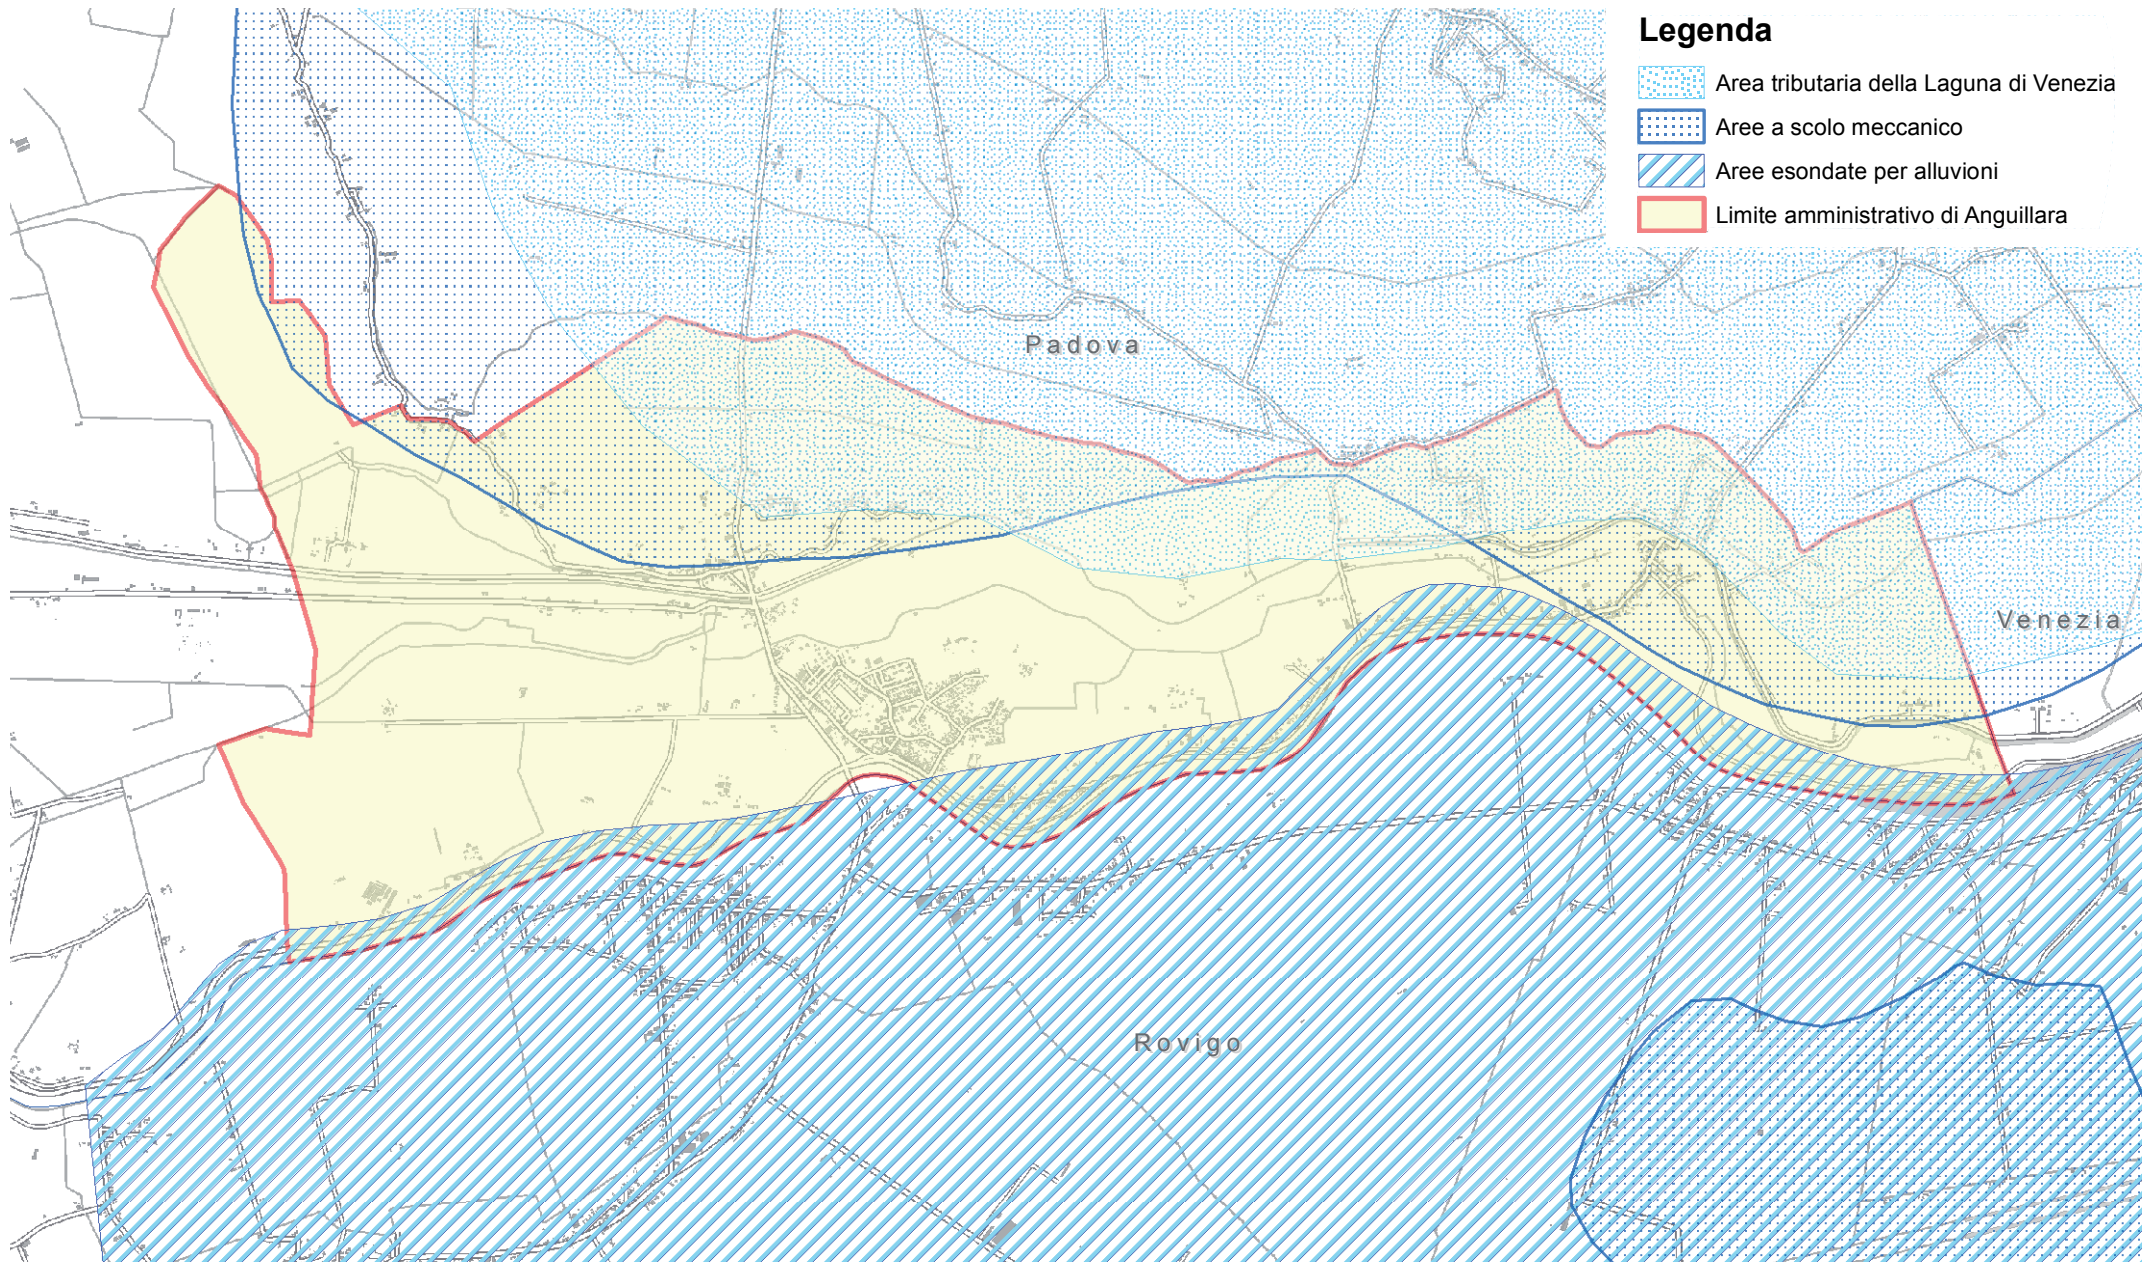 Legenda
Area tributaria della Laguna di Venezia
Aree a scolo meccanico
Aree esondate per alluvioni
Limite amministrativo di Anguillara
Padova
Venezia
Rovigo